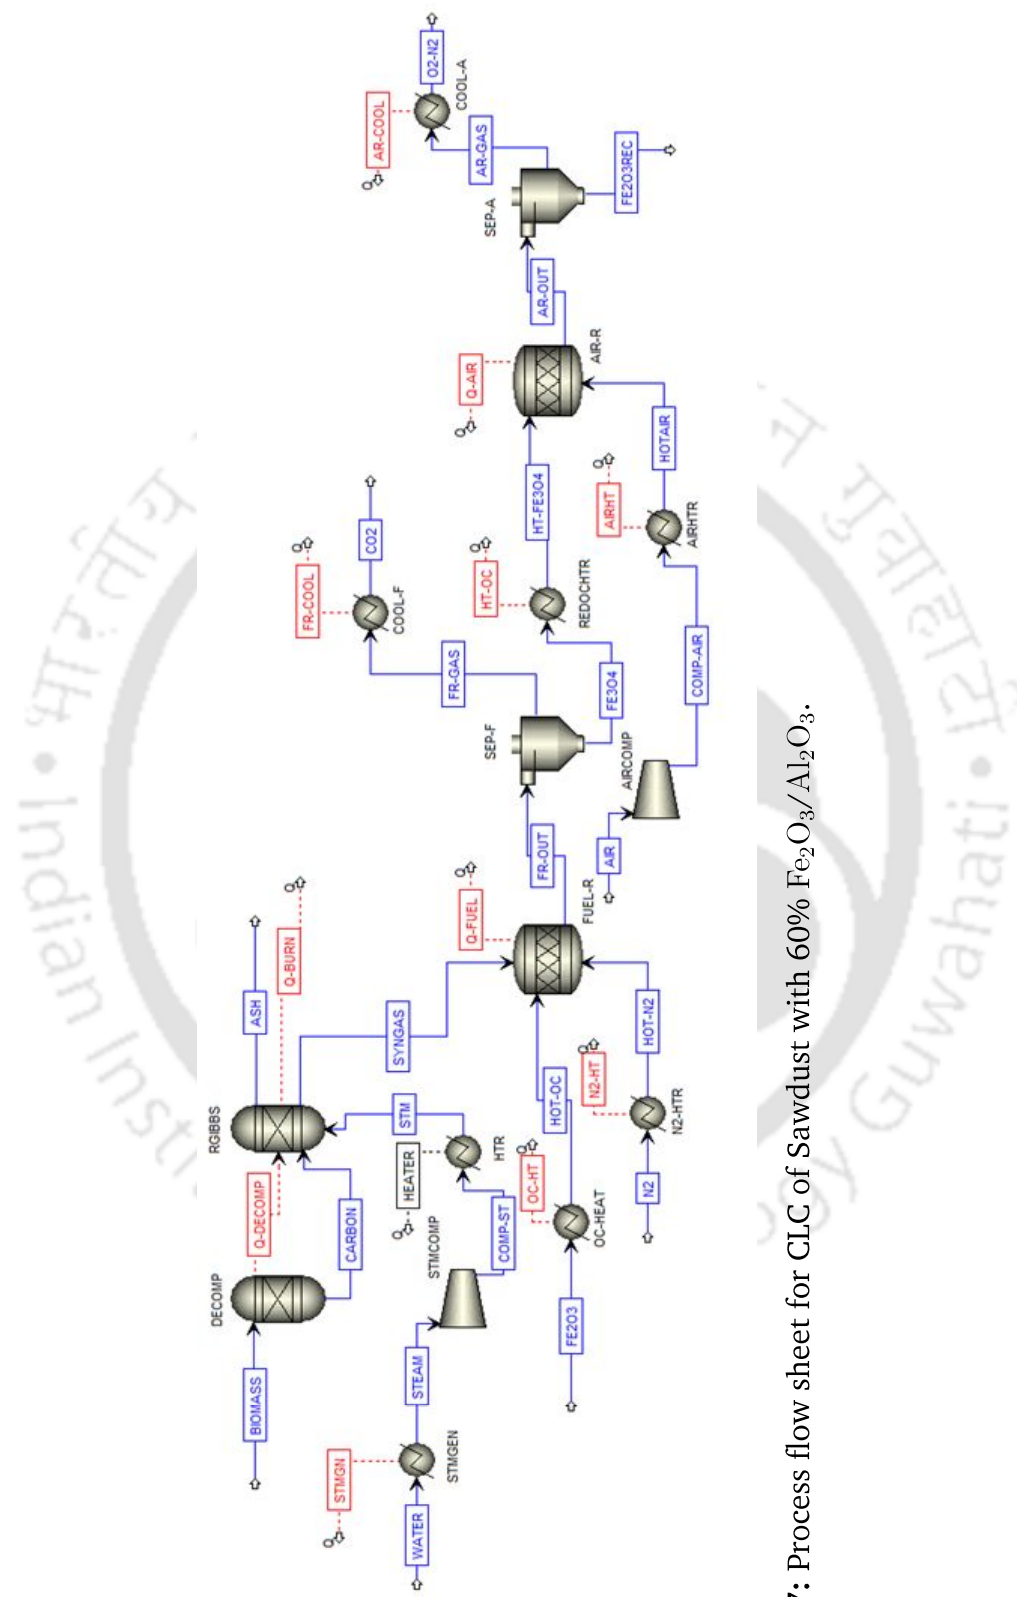 DECOMP
RGIBBS
BIOMASS
Q-DECOMP
CARBON
ASH
Q-BURN
Q
SYNGAS
STM
HEATER
Q
HTR
COMP-ST
STMCOMP
STEAM
STMGN
Q
STMGEN
WATER
FE2O3
OC-HEAT
OC-HT
Q
HOT-OC
N2
N2-HTR
N2-HT
Q
HOT-N2
FUEL-R
Q-FUEL
Q
FR-OUT
SEP-F
FR-GAS
FR-COOL
Q
COOL-F
CO2
FE3O4
REDOCHTR
HT-OC
Q
HT-FE3O4
AIR
AIRCOMP
COMP-AIR
AIRHTR
AIRHT
Q
HOTAIR
AIR-R
Q-AIR
Q
AR-OUT
SEP-A
FE2O3REC
AR-GAS
AR-COOL
Q
COOL-A
O2-N2
7: Process flow sheet for CLC of Sawdust with 60% Fe₂O₃/Al₂O₃.
भारतीय
गुवाहाटी
Indian Insti
ogy Guwahati